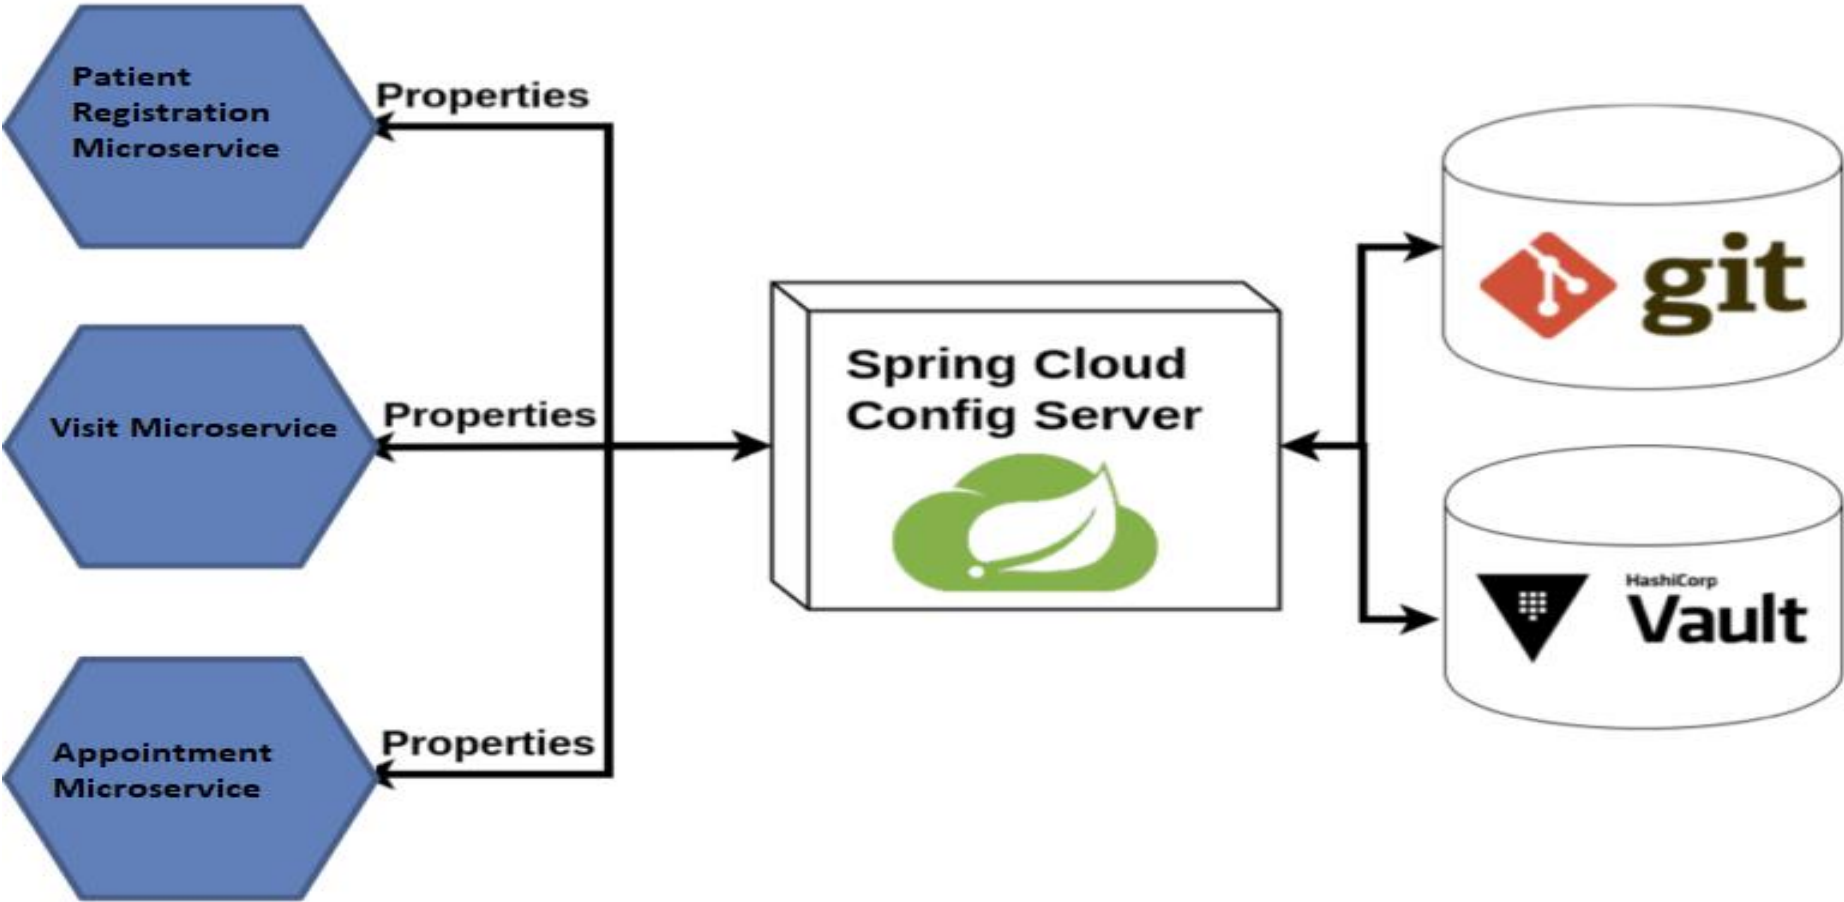 Patient
Registration
Microservice
Properties
Visit Microservice
Properties
Appointment
Microservice
Properties
Spring Cloud
Config Server
git
HashiCorp
Vault